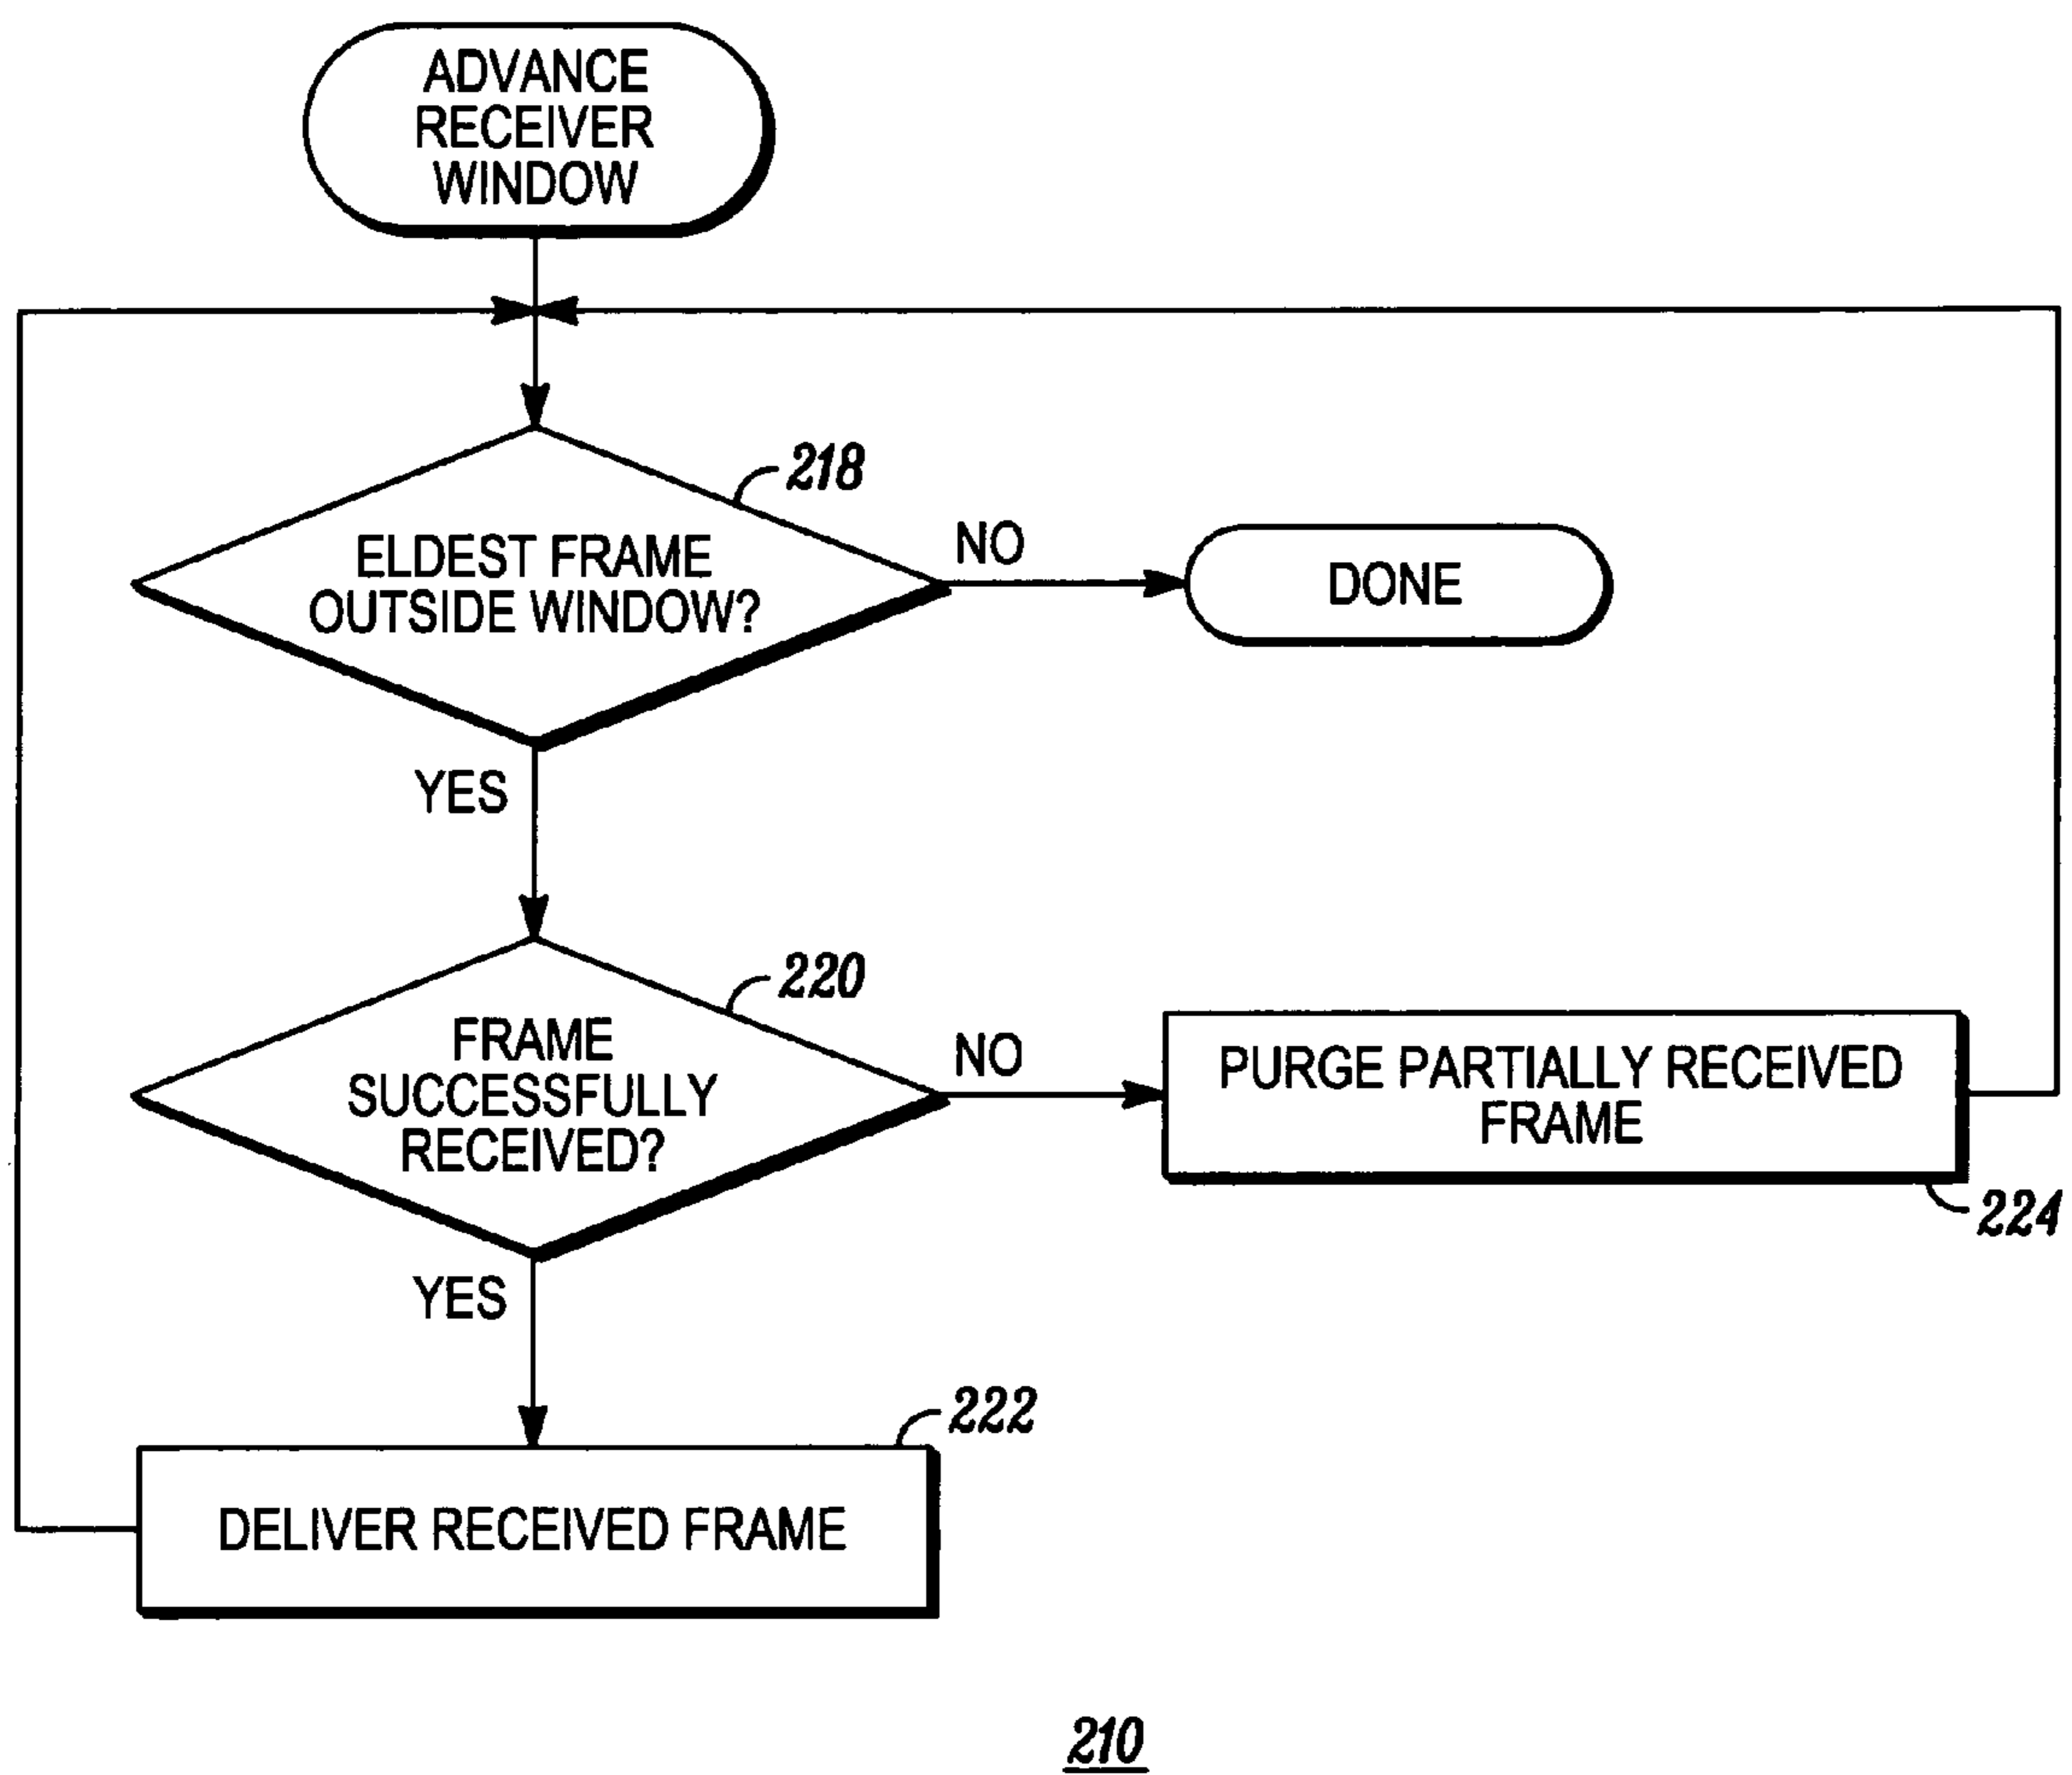 ADVANCE
RECEIVER
WINDOW
218
ELDEST FRAME
OUTSIDE WINDOW?
NO
DONE
YES
220
FRAME
SUCCESSFULLY
RECEIVED?
NO
PURGE PARTIALLY RECEIVED
FRAME
224
YES
222
DELIVER RECEIVED FRAME
210